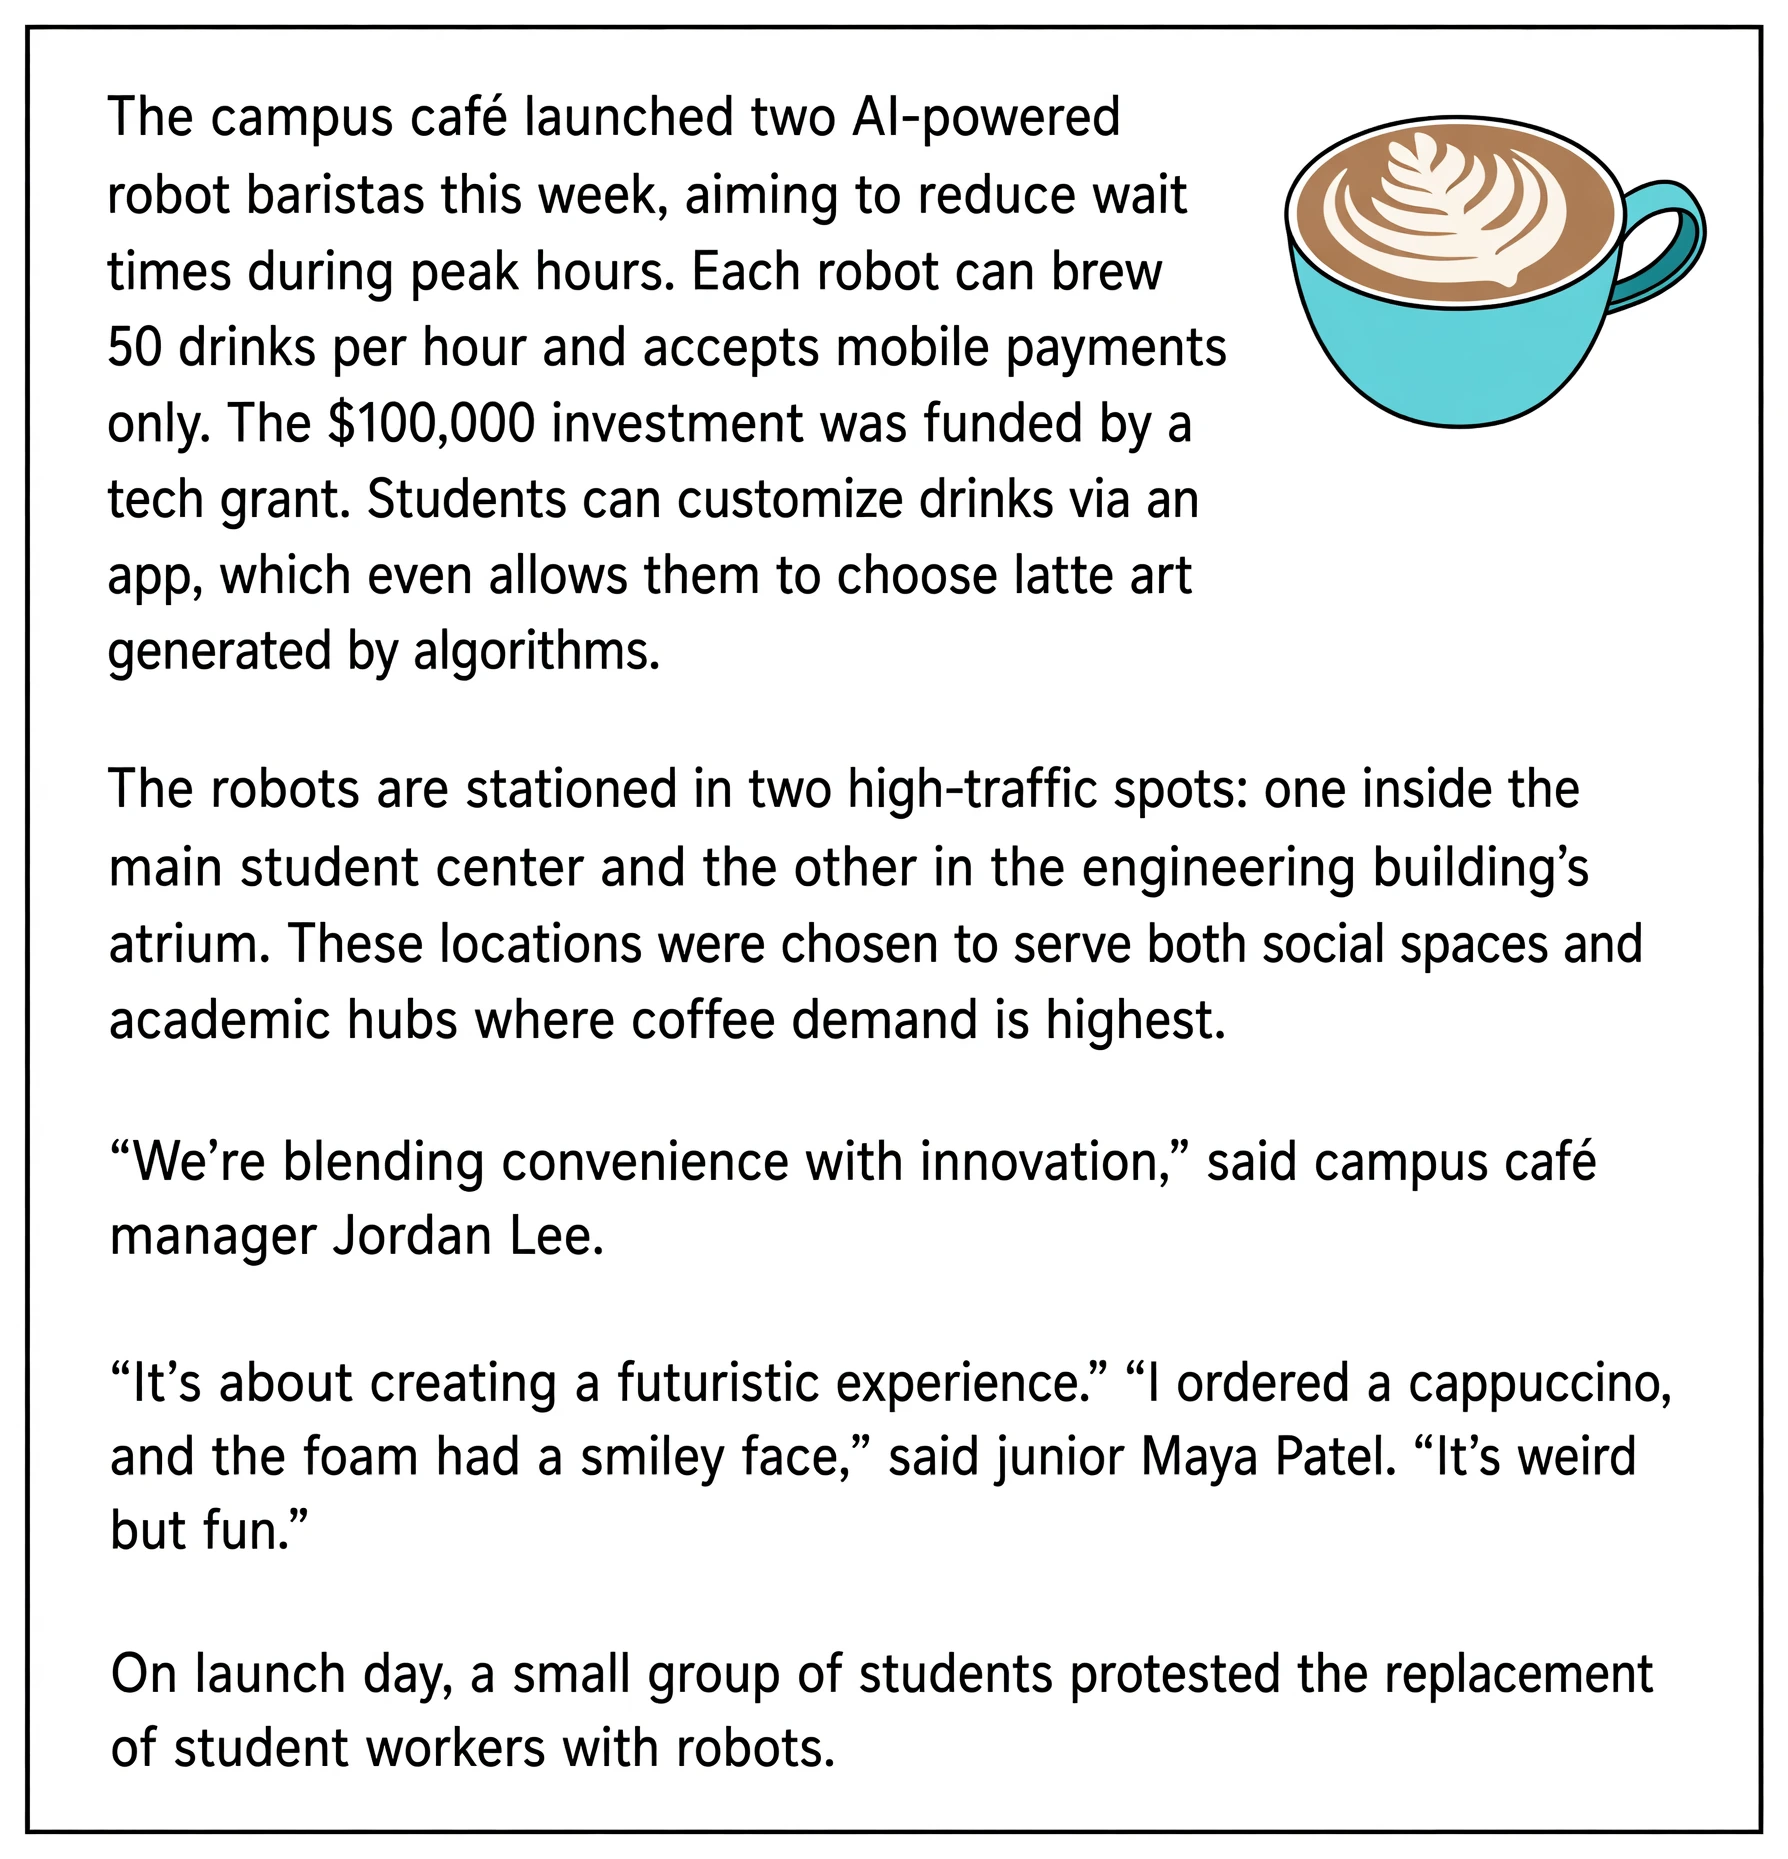 The campus café launched two AI-powered
robot baristas this week, aiming to reduce wait
times during peak hours. Each robot can brew
50 drinks per hour and accepts mobile payments
only. The $100,000 investment was funded by a
tech grant. Students can customize drinks via an
app, which even allows them to choose latte art
generated by algorithms.
The robots are stationed in two high-traffic spots: one inside the
main student center and the other in the engineering building’s
atrium. These locations were chosen to serve both social spaces and
academic hubs where coffee demand is highest.
“We’re blending convenience with innovation,” said campus café
manager Jordan Lee.
“It’s about creating a futuristic experience.” “I ordered a cappuccino,
and the foam had a smiley face,” said junior Maya Patel. “It’s weird
but fun.”
On launch day, a small group of students protested the replacement
of student workers with robots.